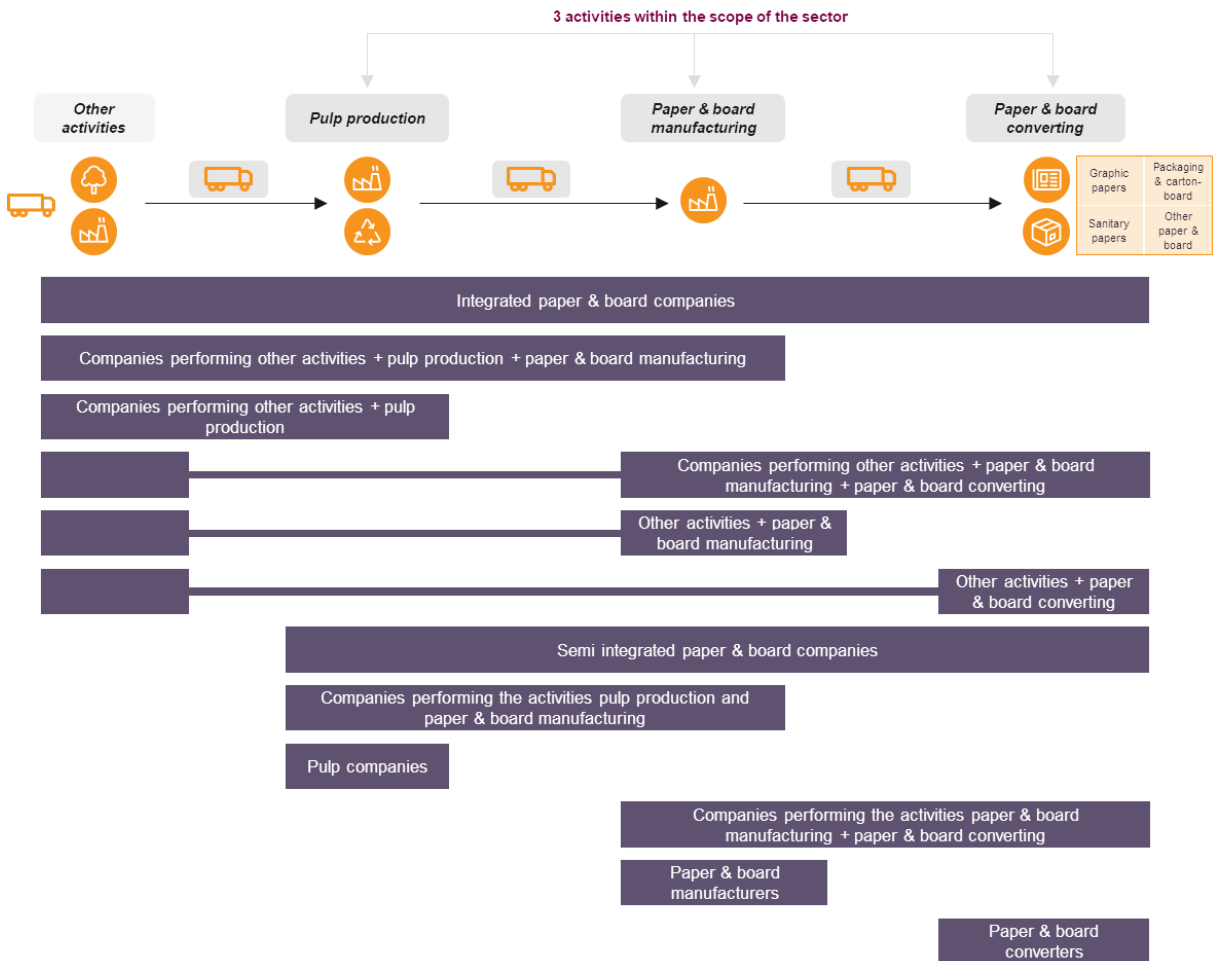 3 activities within the scope of the sector
Other
activities
Pulp production
Paper & board
manufacturing
Paper & board
converting
Graphic
papers
Packaging
& carton-
board
Sanitary
papers
Other
paper &
board
Integrated paper & board companies
Companies performing other activities + pulp production + paper & board manufacturing
Companies performing other activities + pulp
production
Companies performing other activities + paper & board
manufacturing + paper & board converting
Other activities + paper &
board manufacturing
Other activities + paper
& board converting
Semi integrated paper & board companies
Companies performing the activities pulp production and
paper & board manufacturing
Pulp companies
Companies performing the activities paper & board
manufacturing + paper & board converting
Paper & board
manufacturers
Paper & board
converters